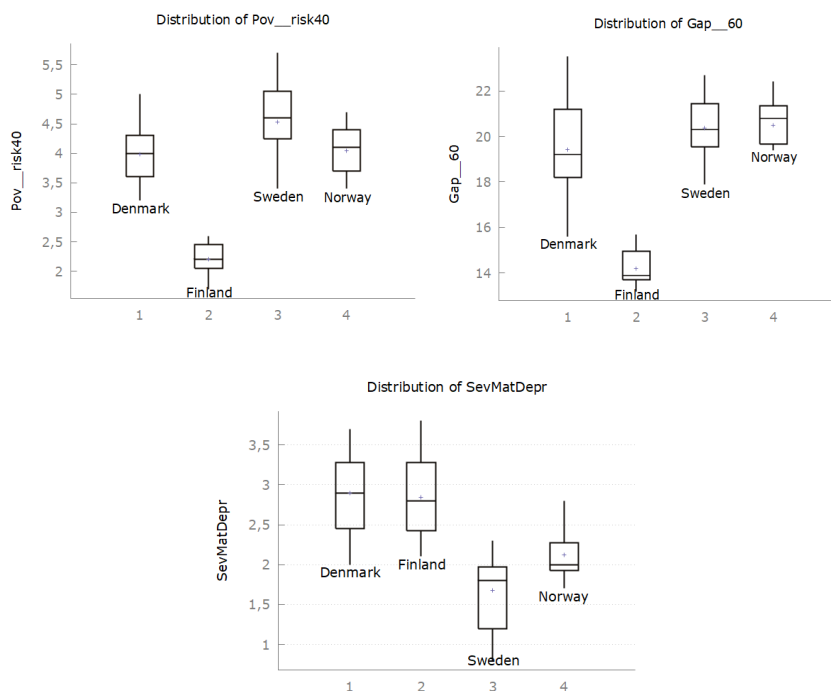 Distribution of Pov__risk40
5,5
5
4,5
4
3,5
3
2,5
2
Pov__risk40
Denmark
Finland
Sweden
Norway
1 2 3 4
Distribution of Gap__60
22
20
18
16
14
Gap__60
Denmark
Finland
Sweden
Norway
1 2 3 4
Distribution of SevMatDepr
3,5
3
2,5
2
1,5
1
SevMatDepr
Denmark
Finland
Sweden
Norway
1 2 3 4